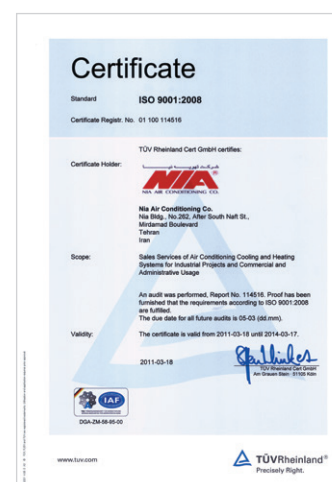 Certificate
Standard ISO 9001:2008
Certificate Registr. No. 01 100 114516
TÜV Rheinland Cert GmbH certifies:
Certificate Holder:
شرکت تهویه نیا
NIA
NIA AIR CONDITIONING CO.
Nia Air Conditioning Co.
Nia Bldg., No.262, After South Naft St.,
Mirdamad Boulevard
Tehran
Iran
Scope: Sales Services of Air Conditioning Cooling and Heating
Systems for Industrial Projects and Commercial and
Administrative Usage
An audit was performed, Report No. 114516. Proof has been
furnished that the requirements according to ISO 9001:2008
are fulfilled.
The due date for all future audits is 05-03 (dd.mm).
Validity: The certificate is valid from 2011-03-18 until 2014-03-17.
2011-03-18
TÜV Rheinland Cert GmbH
Am Grauen Stein · 51105 Köln
IAF
DGA-ZM-58-95-00
www.tuv.com
TÜVRheinland®
Precisely Right.